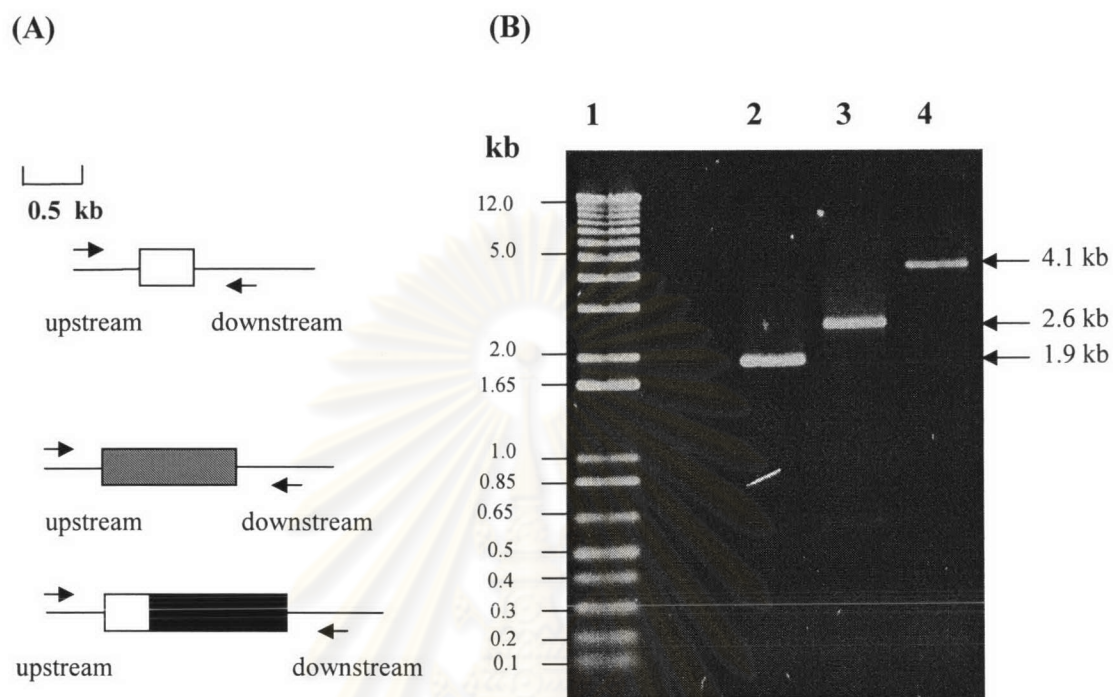 (A)
0.5 kb
upstream downstream
upstream downstream
upstream downstream
(B)
1 2 3 4
kb
12.0
5.0
2.0
1.65
1.0
0.85
0.65
0.5
0.4
0.3
0.2
0.1
4.1 kb
2.6 kb
1.9 kb